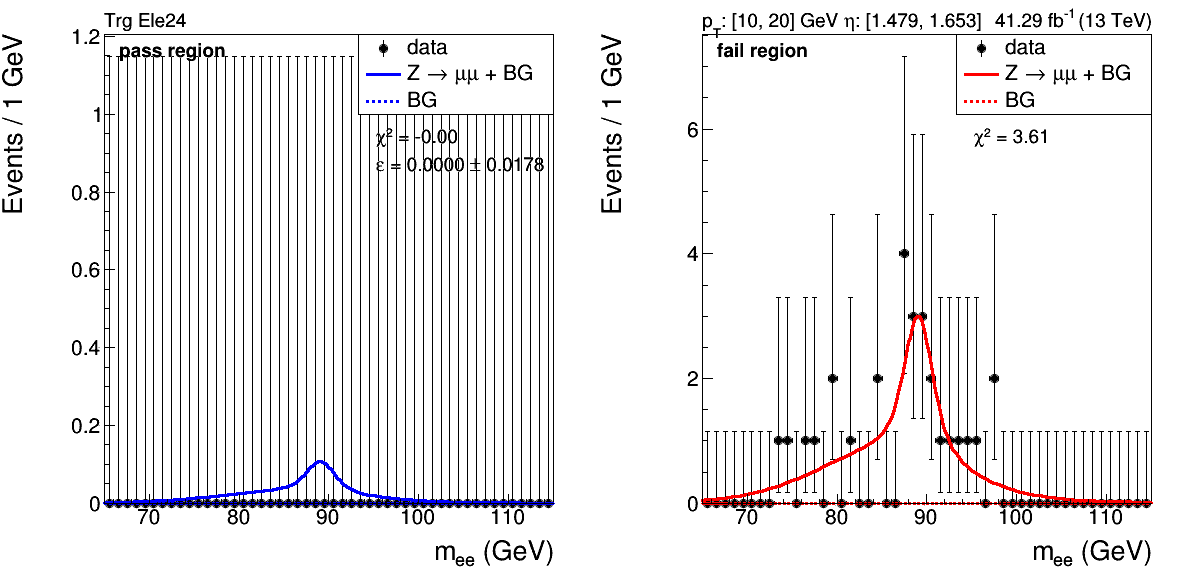 Trg Ele24
pass region
data
Z → μμ + BG
BG
χ² = -0.00
ε = 0.0000 ± 0.0178
Events / 1 GeV
1.2
1
0.8
0.6
0.4
0.2
0
70 80 90 100 110
m_ee (GeV)
p_T: [10, 20] GeV η: [1.479, 1.653] 41.29 fb⁻¹ (13 TeV)
fail region
data
Z → μμ + BG
BG
χ² = 3.61
Events / 1 GeV
6
4
2
0
70 80 90 100 110
m_ee (GeV)